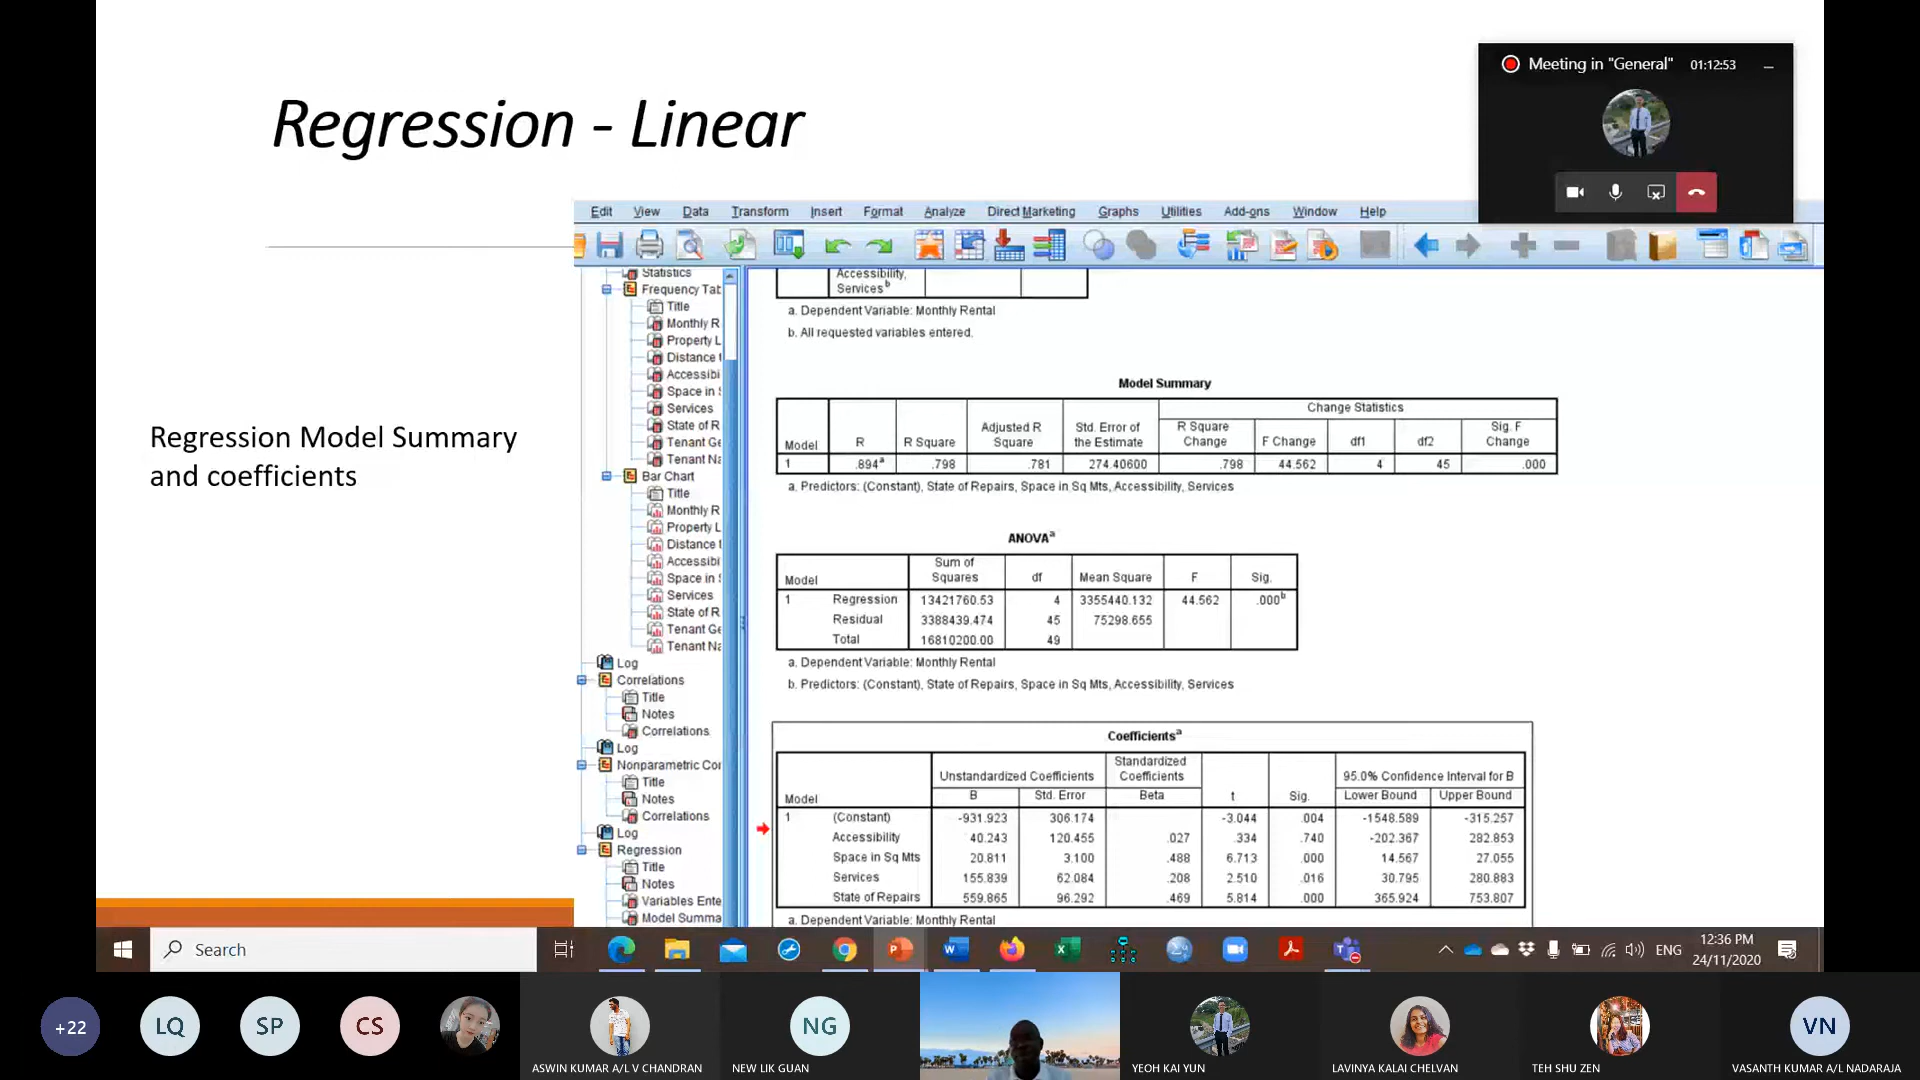 Regression - Linear
Meeting in "General" 01:12:53
Regression Model Summary
and coefficients
Edit View Data Transform Insert Format Analyze Direct Marketing Graphs Utilities Add-ons Window Help
Statistics
Frequency Tab
Title
Monthly R
Property L
Distance t
Accessibi
Space in S
Services
State of R
Tenant Ge
Tenant Na
Bar Chart
Title
Monthly R
Property L
Distance t
Accessibi
Space in S
Services
State of R
Tenant Ge
Tenant Na
Log
Correlations
Title
Notes
Correlations
Log
Nonparametric Cor
Title
Notes
Correlations
Log
Regression
Title
Notes
Variables Ente
Model Summa
Accessibility,
Services b
a. Dependent Variable: Monthly Rental
b. All requested variables entered.
Model Summary
Change Statistics
Model R R Square Adjusted R Square Std. Error of the Estimate R Square Change F Change df1 df2 Sig. F Change
1 .894a .798 .781 274.40600 .798 44.562 4 45 .000
a. Predictors: (Constant), State of Repairs, Space in Sq Mts, Accessibility, Services
ANOVAa
Model Sum of Squares df Mean Square F Sig.
1 Regression 13421760.53 4 3355440.132 44.562 .000b
Residual 3388439.474 45 75298.655
Total 16810200.00 49
a. Dependent Variable: Monthly Rental
b. Predictors: (Constant), State of Repairs, Space in Sq Mts, Accessibility, Services
Coefficientsa
Unstandardized Coefficients Standardized Coefficients 95.0% Confidence Interval for B
Model B Std. Error Beta t Sig. Lower Bound Upper Bound
1 (Constant) -931.923 306.174 -3.044 .004 -1548.589 -315.257
Accessibility 40.243 120.455 .027 .334 .740 -202.367 282.853
Space in Sq Mts 20.811 3.100 .488 6.713 .000 14.567 27.055
Services 155.839 62.084 .208 2.510 .016 30.795 280.883
State of Repairs 559.865 96.292 .469 5.814 .000 365.924 753.807
a. Dependent Variable: Monthly Rental
Search
ENG
12:36 PM
24/11/2020
+22 LQ SP CS NG VN
ASWIN KUMAR A/L V CHANDRAN NEW LIK GUAN YEOH KAI YUN LAVINYA KALAI CHELVAN TEH SHU ZEN VASANTH KUMAR A/L NADARAJA